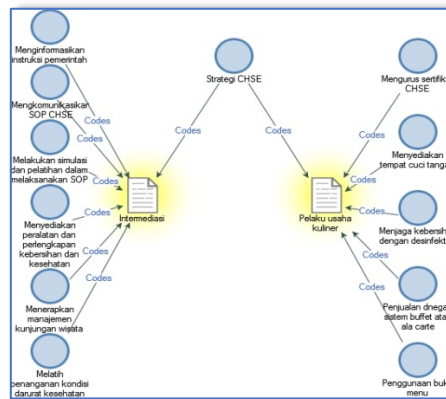 Menginformasikan
instruksi pemerintah
Codes
Mengkomunikasikan
SOP CHSE
Codes
Melakukan simulasi
dan pelatihan dalam
melaksanakan SOP
Codes
Menyediakan
peralatan dan
perlengkapan
kebersihan dan
kesehatan
Codes
Menerapkan
manajemen
kunjungan wisata
Codes
Melatih
penanganan kondisi
darurat kesehatan
Codes
Intermediasi
Strategi CHSE
Codes
Codes
Pelaku usaha
kuliner
Mengurus sertifik
CHSE
Codes
Menyediakan
tempat cuci tanga
Codes
Menjaga kebersih
dengan desinfekt
Codes
Penjualan dnega
sistem buffet ata
ala carte
Codes
Penggunaan buk
menu
Codes